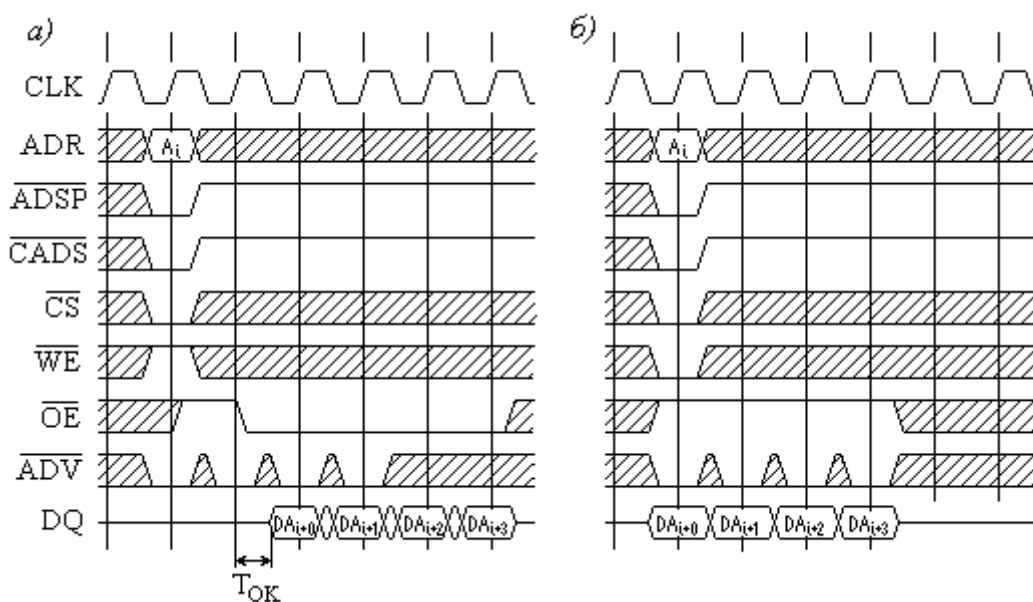 а) б)
CLK
ADR Ai Ai
ADSP
CADS
CS
WE
OE
ADV
DQ DAi+0 DAi+1 DAi+2 DAi+3 DAi+0 DAi+1 DAi+2 DAi+3
TOK